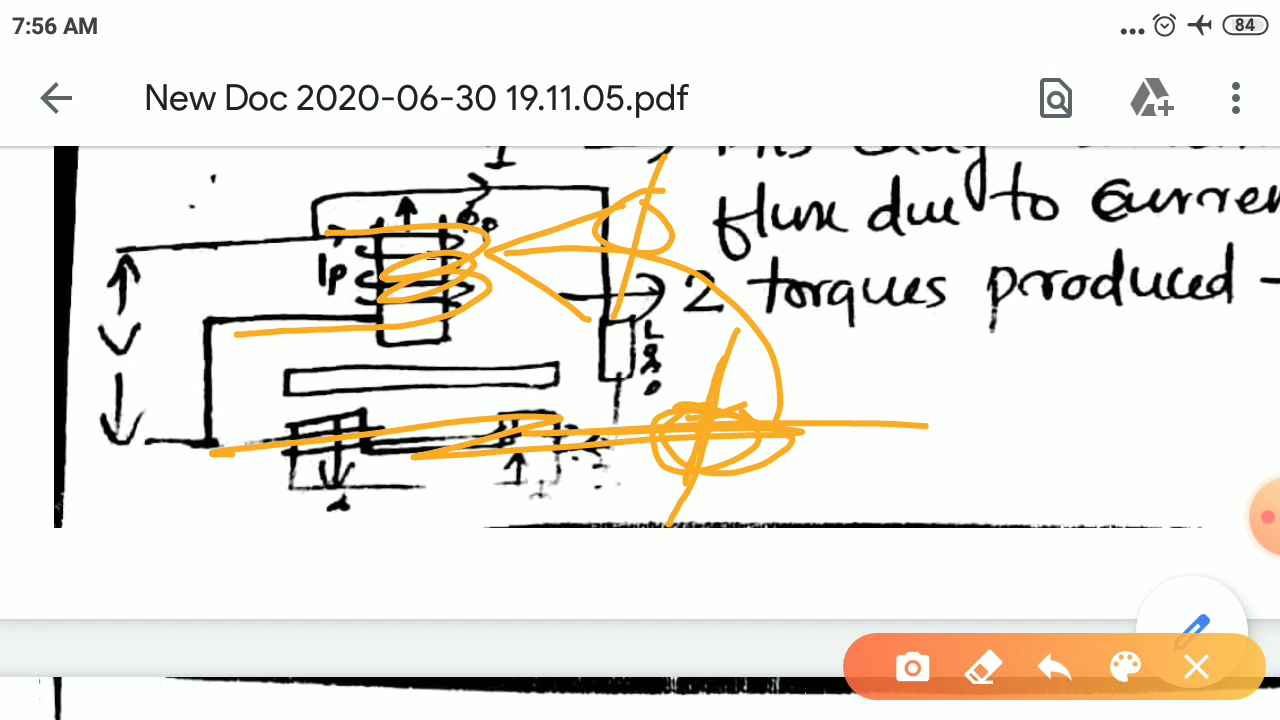 7:56 AM
84
New Doc 2020-06-30 19.11.05.pdf
I
flux due to curren
Ip
2 torques produced -
V